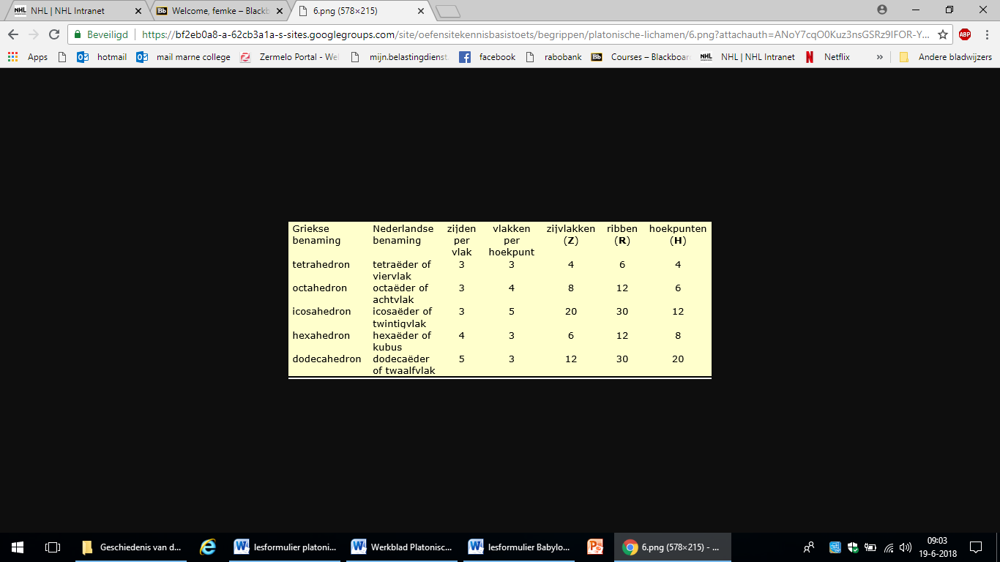 NHL | NHL Intranet
Bb Welcome, femke – Blackb
6.png (578×215)
Beveiligd https://bf2eb0a8-a-62cb3a1a-s-sites.googlegroups.com/site/oefensitekennisbasistoets/begrippen/platonische-lichamen/6.png?attachauth=ANoY7cqO0Kuz3nsGSRz9IFOR-Y...
ABP
Apps hotmail mail marne college Zermelo Portal - We mijn.belastingdienst. facebook rabobank Bb Courses – Blackboar NHL NHL | NHL Intranet N Netflix » Andere bladwijzers
Griekse Nederlandse zijden vlakken zijvlakken ribben hoekpunten
benaming benaming per per (Z) (R) (H)
vlak hoekpunt
tetrahedron tetraëder of 3 3 4 6 4
viervlak
octahedron octaëder of 3 4 8 12 6
achtvlak
icosahedron icosaëder of 3 5 20 30 12
twintigvlak
hexahedron hexaëder of 4 3 6 12 8
kubus
dodecahedron dodecaëder 5 3 12 30 20
of twaalfvlak
Geschiedenis van d... lesformulier platoni... Werkblad Platonisc... lesformulier Babylo... 6.png (578×215) - ... 09:03
19-6-2018